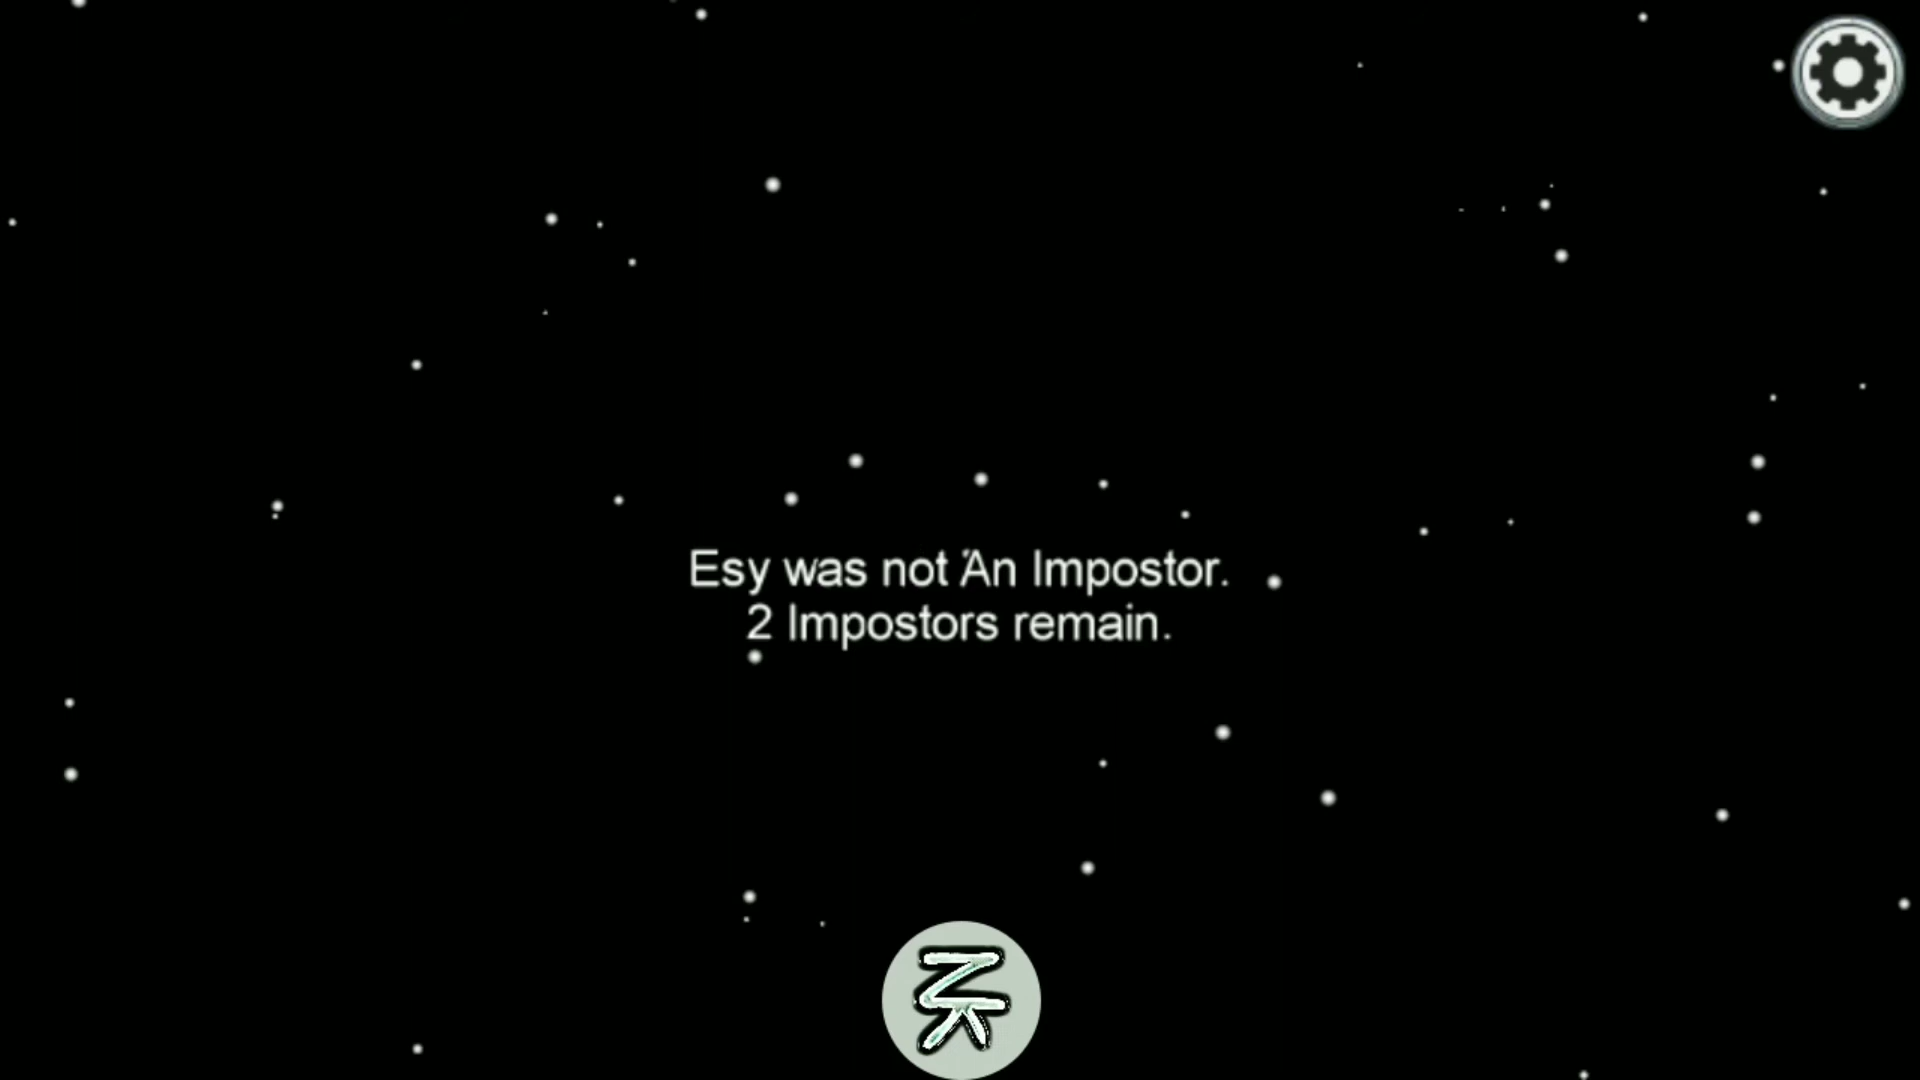 Esy was not An Impostor.
2 Impostors remain.